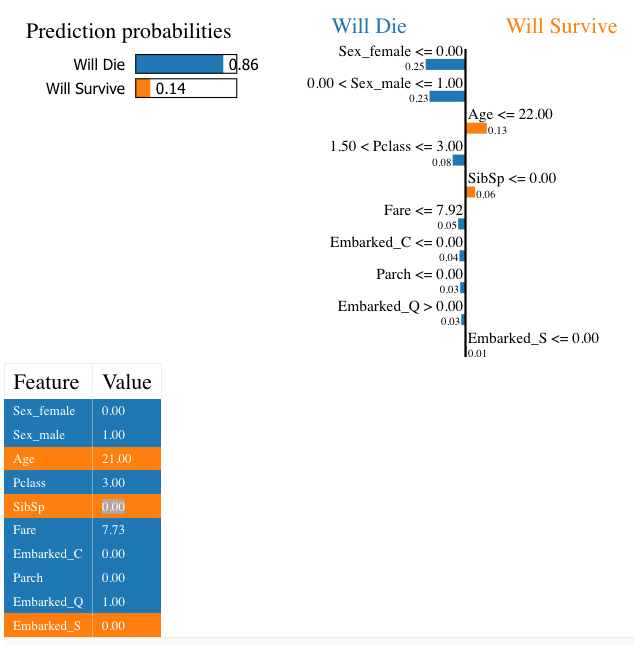 Prediction probabilities
Will Die 0.86
Will Survive 0.14
Will Die Will Survive
Sex_female <= 0.00
0.25
0.00 < Sex_male <= 1.00
0.23
Age <= 22.00
0.13
1.50 < Pclass <= 3.00
0.08
SibSp <= 0.00
0.06
Fare <= 7.92
0.05
Embarked_C <= 0.00
0.04
Parch <= 0.00
0.03
Embarked_Q > 0.00
0.03
Embarked_S <= 0.00
0.01
Feature Value
Sex_female 0.00
Sex_male 1.00
Age 21.00
Pclass 3.00
SibSp 0.00
Fare 7.73
Embarked_C 0.00
Parch 0.00
Embarked_Q 1.00
Embarked_S 0.00